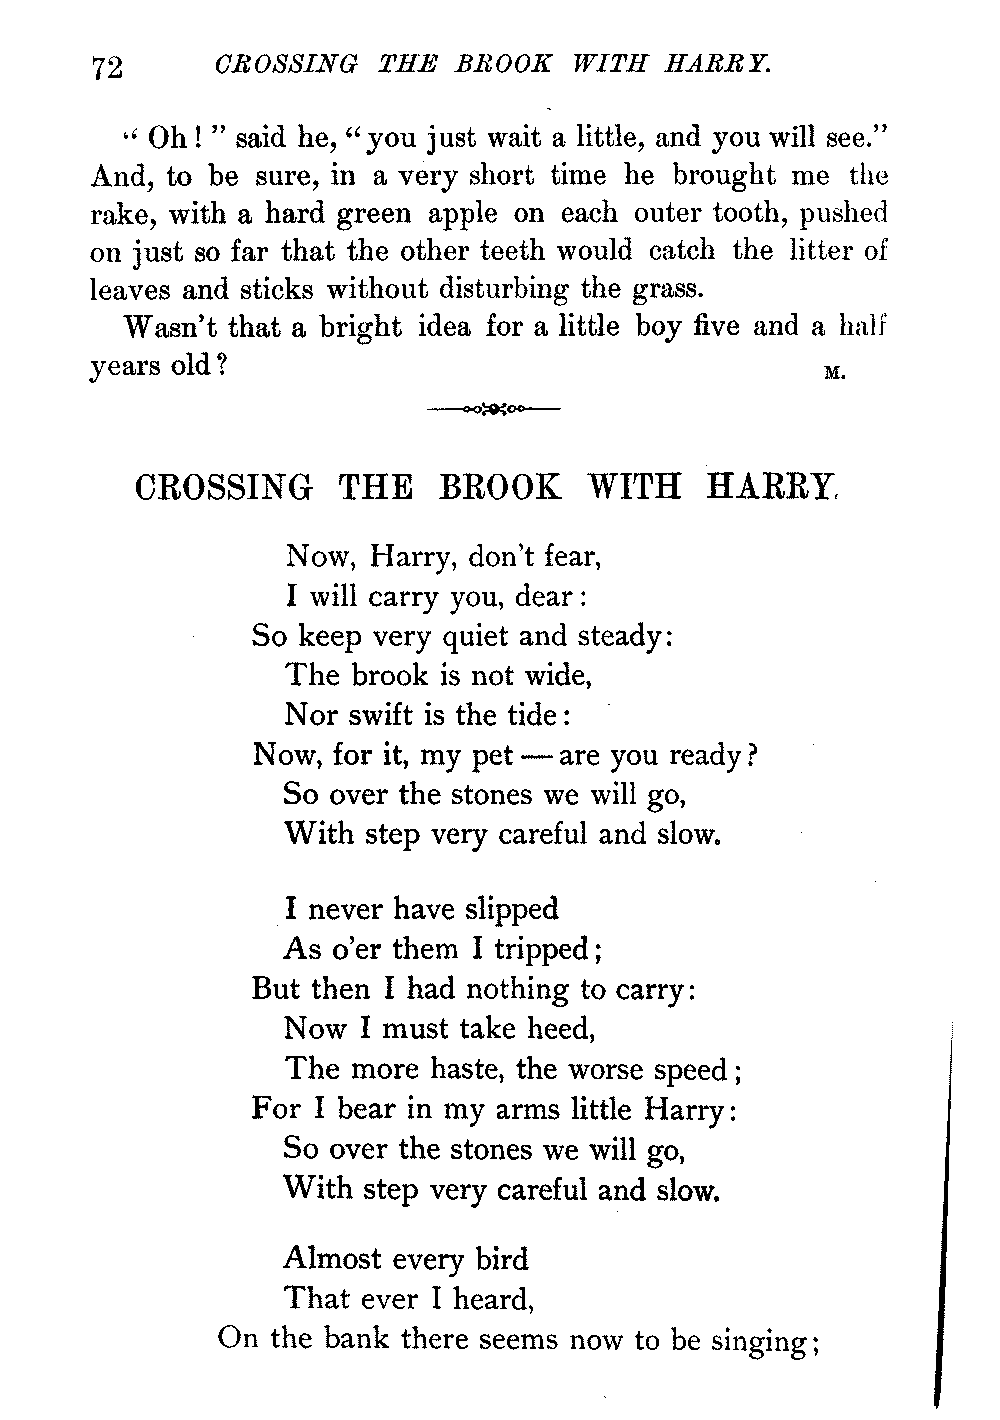 72 CROSSING THE BROOK WITH HARRY.
“ Oh ! ” said he, “ you just wait a little, and you will see.”
And, to be sure, in a very short time he brought me the
rake, with a hard green apple on each outer tooth, pushed
on just so far that the other teeth would catch the litter of
leaves and sticks without disturbing the grass.
Wasn’t that a bright idea for a little boy five and a half
years old ? M.
CROSSING THE BROOK WITH HARRY.
Now, Harry, don’t fear,
I will carry you, dear :
So keep very quiet and steady :
The brook is not wide,
Nor swift is the tide :
Now, for it, my pet — are you ready ?
So over the stones we will go,
With step very careful and slow.
I never have slipped
As o’er them I tripped ;
But then I had nothing to carry :
Now I must take heed,
The more haste, the worse speed ;
For I bear in my arms little Harry :
So over the stones we will go,
With step very careful and slow.
Almost every bird
That ever I heard,
On the bank there seems now to be singing ;